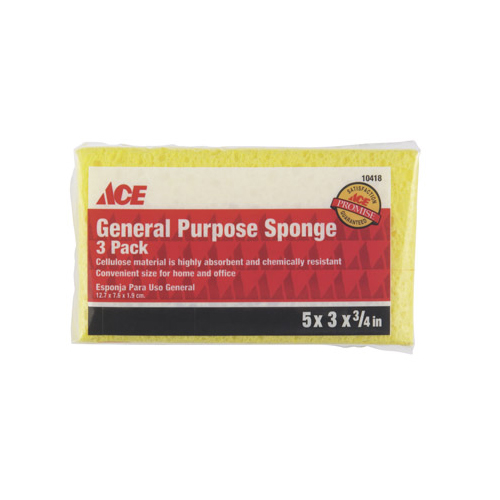 10418
ACE
SATISFACTION
ACE
PROMISE
GUARANTEED
General Purpose Sponge
3 Pack
Cellulose material is highly absorbent and chemically resistant
Convenient size for home and office
Esponja Para Uso General
12.7 x 7.6 x 1.9 cm.
5 x 3 x 3/4 in